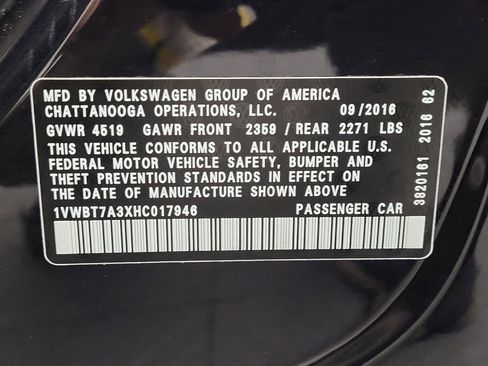 MFD BY VOLKSWAGEN GROUP OF AMERICA
CHATTANOOGA OPERATIONS, LLC. 09/2016
GVWR 4519 GAWR FRONT 2359 / REAR 2271 LBS
THIS VEHICLE CONFORMS TO ALL APPLICABLE U.S.
FEDERAL MOTOR VEHICLE SAFETY, BUMPER AND
THEFT PREVENTION STANDARDS IN EFFECT ON
THE DATE OF MANUFACTURE SHOWN ABOVE
1VWBT7A3XHC017946 PASSENGER CAR
3820161 2016 62